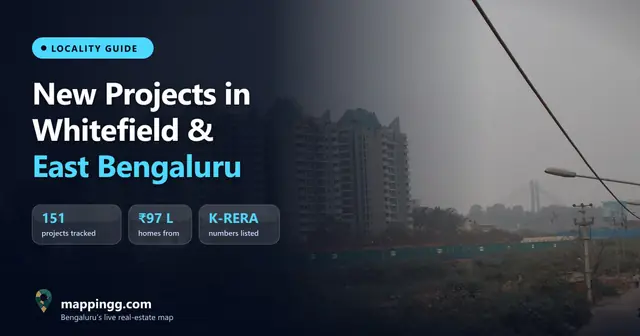 LOCALITY GUIDE
New Projects in
Whitefield &
East Bengaluru
151
projects tracked
₹97 L
homes from
K-RERA
numbers listed
mappingg.com
Bengaluru's live real-estate map